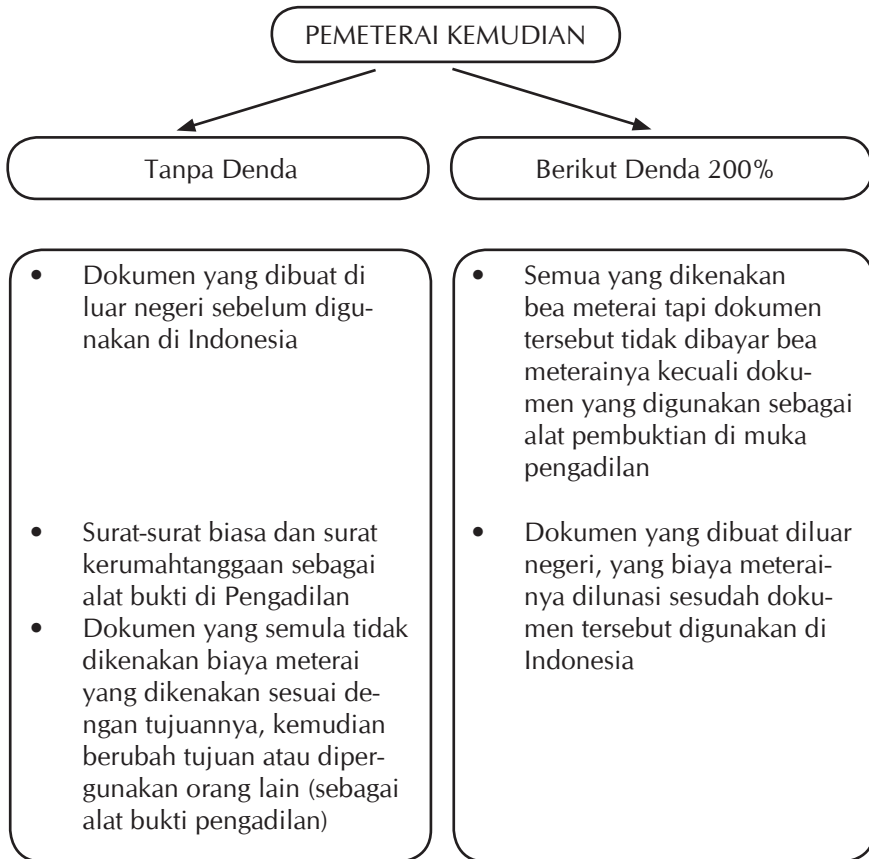 PEMETERAI KEMUDIAN
Tanpa Denda
Berikut Denda 200%
• Dokumen yang dibuat di
luar negeri sebelum digu-
nakan di Indonesia
• Surat-surat biasa dan surat
kerumahtanggaan sebagai
alat bukti di Pengadilan
• Dokumen yang semula tidak
dikenakan biaya meterai
yang dikenakan sesuai de-
ngan tujuannya, kemudian
berubah tujuan atau diper-
gunakan orang lain (sebagai
alat bukti pengadilan)
• Semua yang dikenakan
bea meterai tapi dokumen
tersebut tidak dibayar bea
meterainya kecuali doku-
men yang digunakan sebagai
alat pembuktian di muka
pengadilan
• Dokumen yang dibuat diluar
negeri, yang biaya meterai-
nya dilunasi sesudah doku-
men tersebut digunakan di
Indonesia